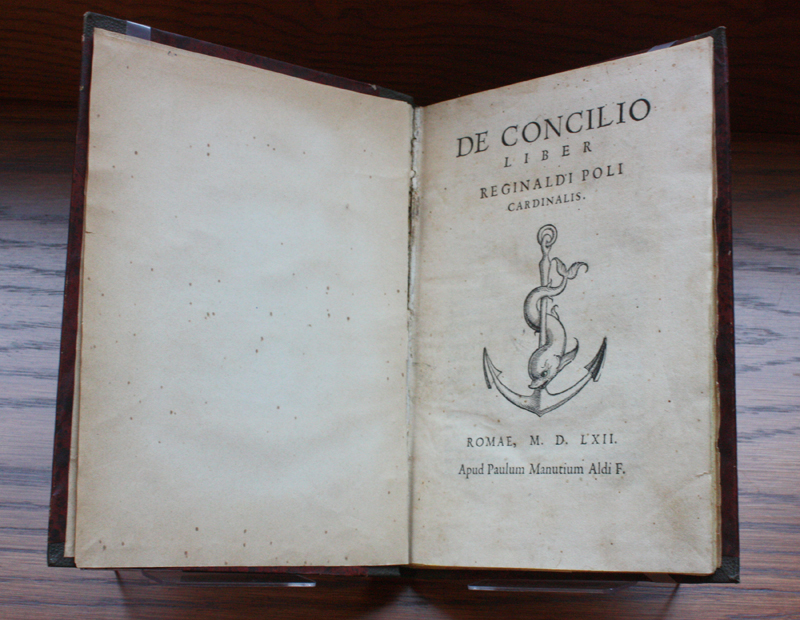 DE CONCILIO
LIBER
REGINALDI POLI
CARDINALIS.
ROMAE, M. D. LXII.
Apud Paulum Manutium Aldi F.